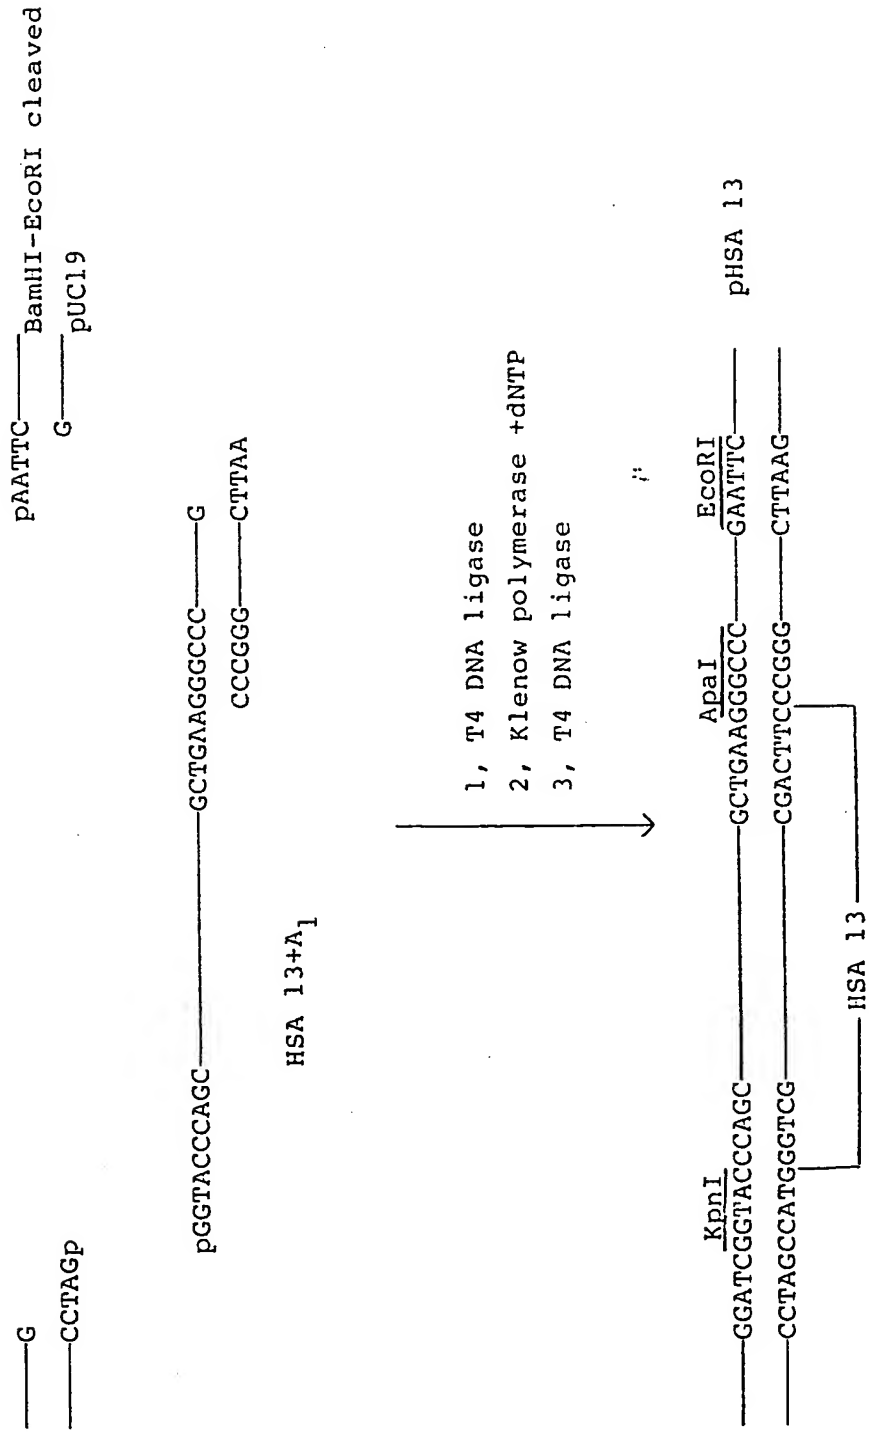 G
CCTAGp
pAATTC
G
BamHI-EcoRI cleaved
pUC19
pGGTACCCAGC
GCTGAAGGGCCC
G
CCCGGG
CTTAA
HSA 13+A1
1, T4 DNA ligase
2, Klenow polymerase +dNTP
3, T4 DNA ligase
KpnI
ApaI
EcoRI
GGATCGGTACCCAGC
GCTGAAGGGCCC
GAATTC
pHSA 13
CCTAGCCATGGGTCG
CGACTTCCCGGG
CTTAAG
HSA 13